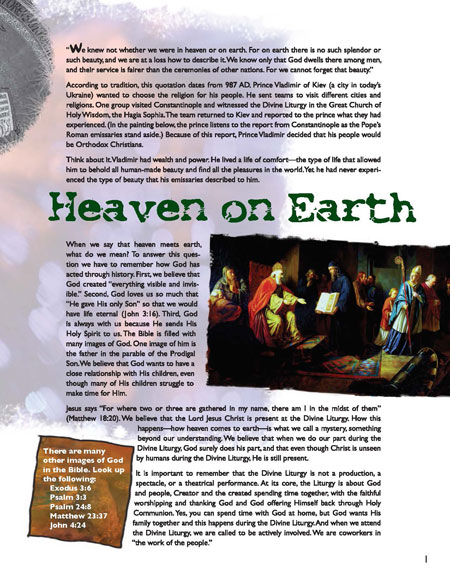 "We knew not whether we were in heaven or on earth. For on earth there is no such splendor or
such beauty, and we are at a loss how to describe it. We know only that God dwells there among men,
and their service is fairer than the ceremonies of other nations. For we cannot forget that beauty."
According to tradition, this quotation dates from 987 AD. Prince Vladimir of Kiev (a city in today's
Ukraine) wanted to choose the religion for his people. He sent teams to visit different cities and
religions. One group visited Constantinople and witnessed the Divine Liturgy in the Great Church of
Holy Wisdom, the Hagia Sophia. The team returned to Kiev and reported to the prince what they had
experienced. (In the painting below, the prince listens to the report from Constantinople as the Pope's
Roman emissaries stand aside.) Because of this report, Prince Vladimir decided that his people would
be Orthodox Christians.
Think about it. Vladimir had wealth and power. He lived a life of comfort—the type of life that allowed
him to behold all human-made beauty and find all the pleasures in the world. Yet he had never experi-
enced the type of beauty that his emissaries described to him.
Heaven on Earth
When we say that heaven meets earth,
what do we mean? To answer this ques-
tion we have to remember how God has
acted through history. First, we believe that
God created "everything visible and invis-
ible." Second, God loves us so much that
"He gave His only Son" so that we would
have life eternal (John 3:16). Third, God
is always with us because He sends His
Holy Spirit to us. The Bible is filled with
many images of God. One image of him is
the father in the parable of the Prodigal
Son. We believe that God wants to have a
close relationship with His children, even
though many of His children struggle to
make time for Him.
Jesus says "For where two or three are gathered in my name, there am I in the midst of them"
(Matthew 18:20). We believe that the Lord Jesus Christ is present at the Divine Liturgy. How this
happens—how heaven comes to earth—is what we call a mystery, something
beyond our understanding. We believe that when we do our part during the
Divine Liturgy, God surely does his part, and that even though Christ is unseen
by humans during the Divine Liturgy, He is still present.
It is important to remember that the Divine Liturgy is not a production, a
spectacle, or a theatrical performance. At its core, the Liturgy is about God
and people, Creator and the created spending time together, with the faithful
worshipping and thanking God and God offering Himself back through Holy
Communion. Yes, you can spend time with God at home, but God wants His
family together and this happens during the Divine Liturgy. And when we attend
the Divine Liturgy, we are called to be actively involved. We are coworkers in
"the work of the people."
There are many
other images of God
in the Bible. Look up
the following:
Exodus 3:6
Psalm 3:3
Psalm 24:8
Matthew 23:37
John 4:24
1